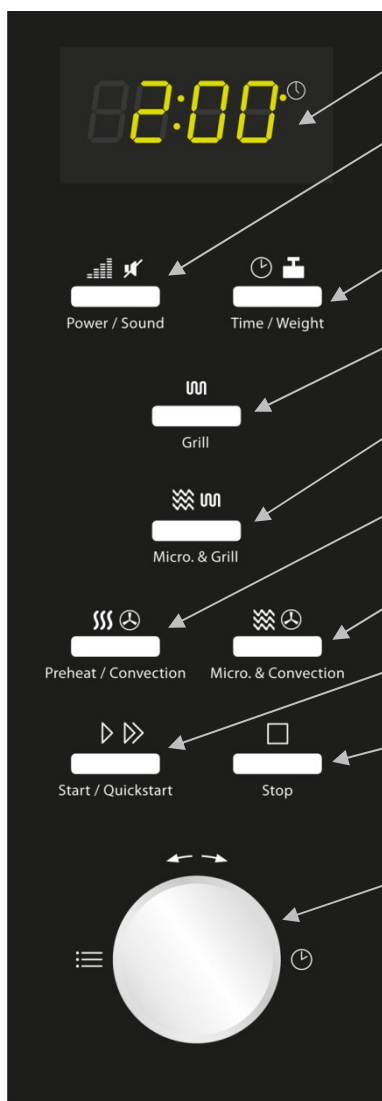 2:00
Power / Sound
Time / Weight
Grill
Micro. & Grill
Preheat / Convection
Micro. & Convection
Start / Quickstart
Stop